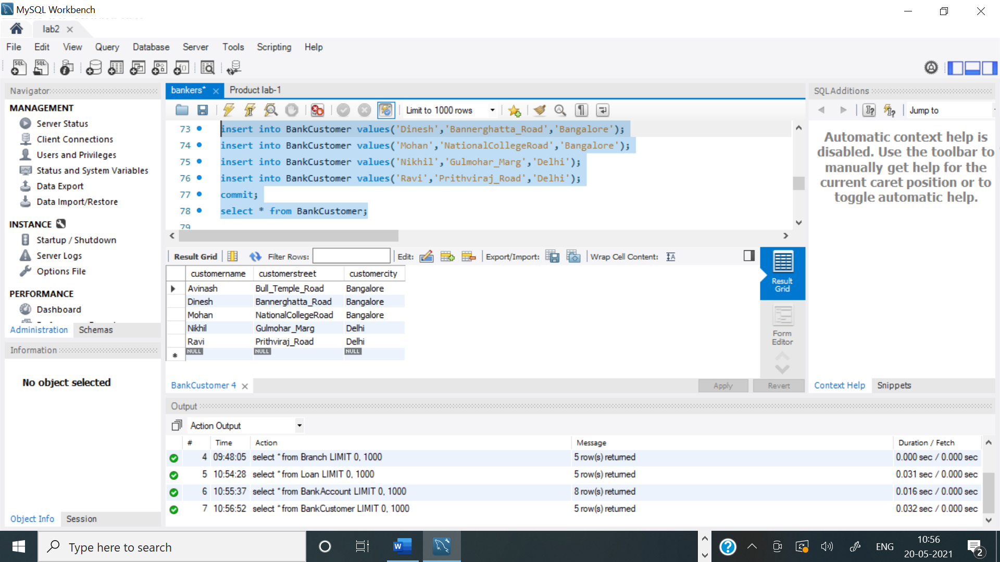 MySQL Workbench
lab2
File Edit View Query Database Server Tools Scripting Help
Navigator
MANAGEMENT
Server Status
Client Connections
Users and Privileges
Status and System Variables
Data Export
Data Import/Restore
INSTANCE
Startup / Shutdown
Server Logs
Options File
PERFORMANCE
Dashboard
Administration Schemas
Information
No object selected
Object Info Session
bankers* Product lab-1
Limit to 1000 rows
73 insert into BankCustomer values('Dinesh','Bannerghatta_Road','Bangalore');
74 insert into BankCustomer values('Mohan','NationalCollegeRoad','Bangalore');
75 insert into BankCustomer values('Nikhil','Gulmohar_Marg','Delhi');
76 insert into BankCustomer values('Ravi','Prithviraj_Road','Delhi');
77 commit;
78 select * from BankCustomer;
79
Result Grid Filter Rows: Edit: Export/Import: Wrap Cell Content:
customername customerstreet customercity
Avinash Bull_Temple_Road Bangalore
Dinesh Bannerghatta_Road Bangalore
Mohan NationalCollegeRoad Bangalore
Nikhil Gulmohar_Marg Delhi
Ravi Prithviraj_Road Delhi
NULL NULL NULL
Result
Grid
Form
Editor
BankCustomer 4 Apply Revert
SQLAdditions
Jump to
Automatic context help is
disabled. Use the toolbar to
manually get help for the
current caret position or to
toggle automatic help.
Context Help Snippets
Output
Action Output
# Time Action Message Duration / Fetch
4 09:48:05 select * from Branch LIMIT 0, 1000 5 row(s) returned 0.000 sec / 0.000 sec
5 10:54:28 select * from Loan LIMIT 0, 1000 5 row(s) returned 0.031 sec / 0.000 sec
6 10:55:37 select * from BankAccount LIMIT 0, 1000 8 row(s) returned 0.016 sec / 0.000 sec
7 10:56:52 select * from BankCustomer LIMIT 0, 1000 5 row(s) returned 0.032 sec / 0.000 sec
Type here to search
ENG
10:56
20-05-2021
2